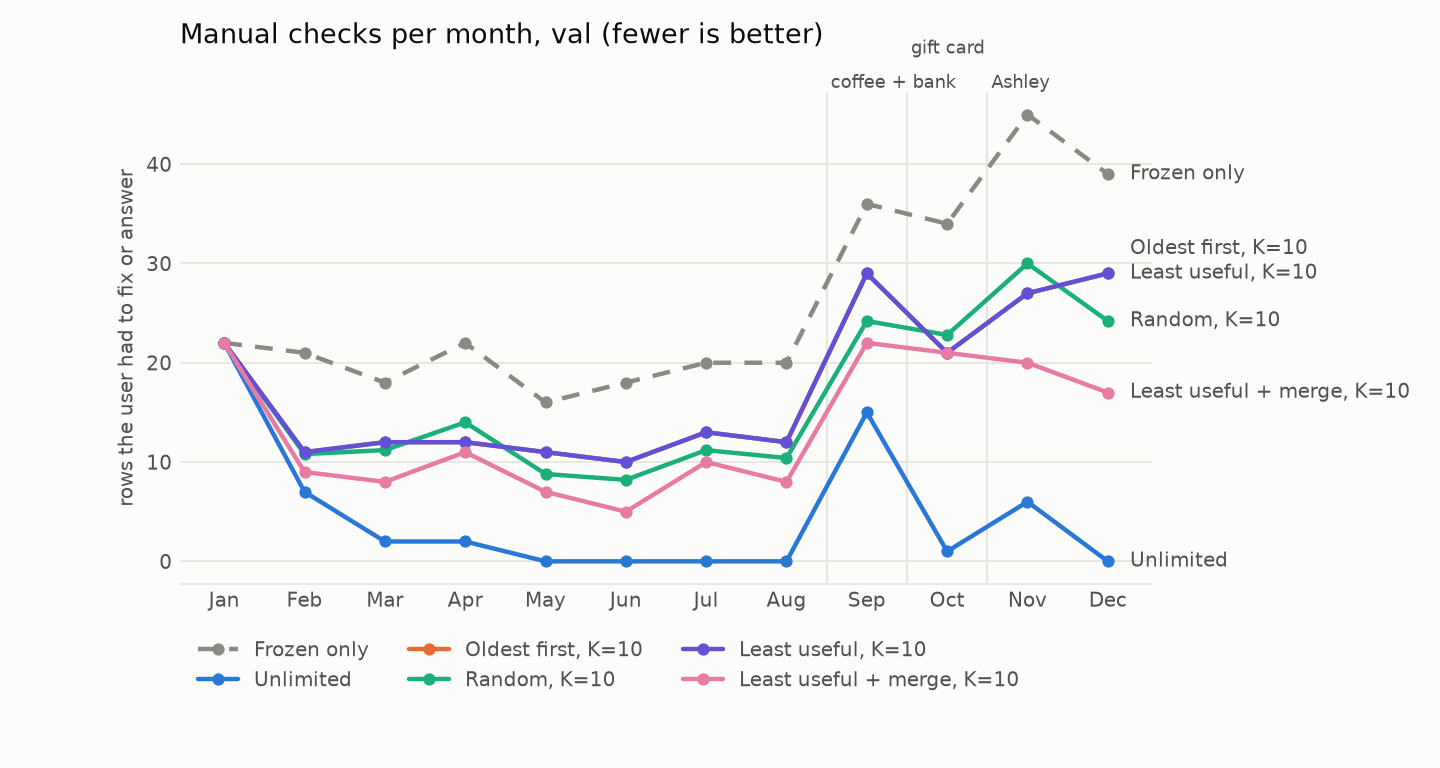 Manual checks per month, val (fewer is better)
gift card
coffee + bank
Ashley
rows the user had to fix or answer
40
30
20
10
0
Frozen only
Oldest first, K=10
Least useful, K=10
Random, K=10
Least useful + merge, K=10
Unlimited
Jan Feb Mar Apr May Jun Jul Aug Sep Oct Nov Dec
Frozen only Oldest first, K=10 Least useful, K=10
Unlimited Random, K=10 Least useful + merge, K=10